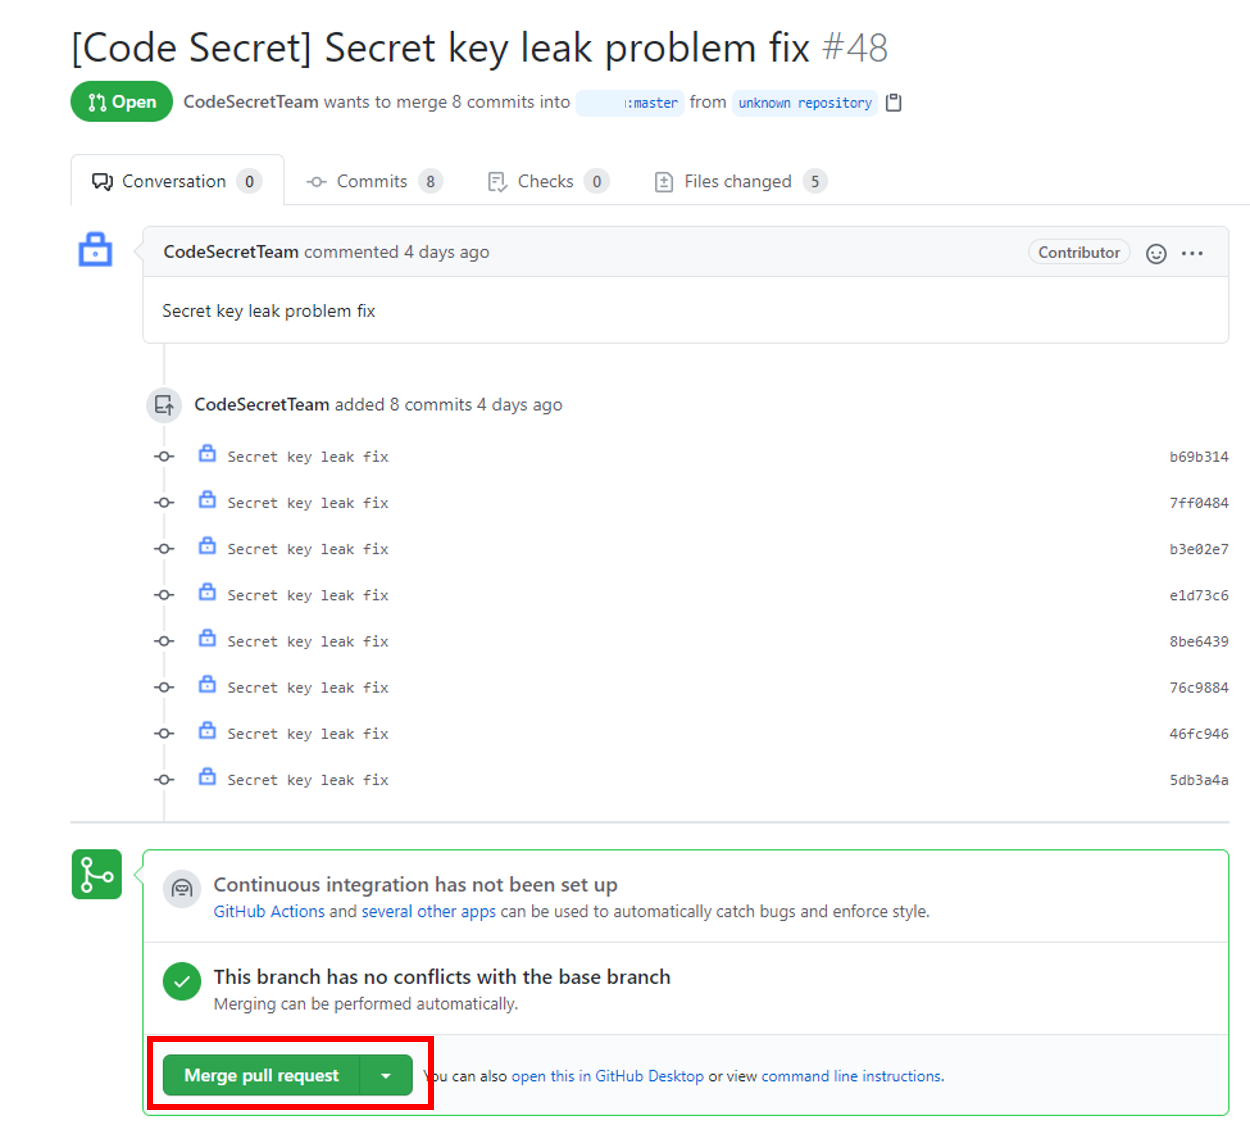 [Code Secret] Secret key leak problem fix #48
Open CodeSecretTeam wants to merge 8 commits into :master from unknown repository
Conversation 0 Commits 8 Checks 0 Files changed 5
CodeSecretTeam commented 4 days ago Contributor
Secret key leak problem fix
CodeSecretTeam added 8 commits 4 days ago
Secret key leak fix b69b314
Secret key leak fix 7ff0484
Secret key leak fix b3e02e7
Secret key leak fix e1d73c6
Secret key leak fix 8be6439
Secret key leak fix 76c9884
Secret key leak fix 46fc946
Secret key leak fix 5db3a4a
Continuous integration has not been set up
GitHub Actions and several other apps can be used to automatically catch bugs and enforce style.
This branch has no conflicts with the base branch
Merging can be performed automatically.
Merge pull request You can also open this in GitHub Desktop or view command line instructions.